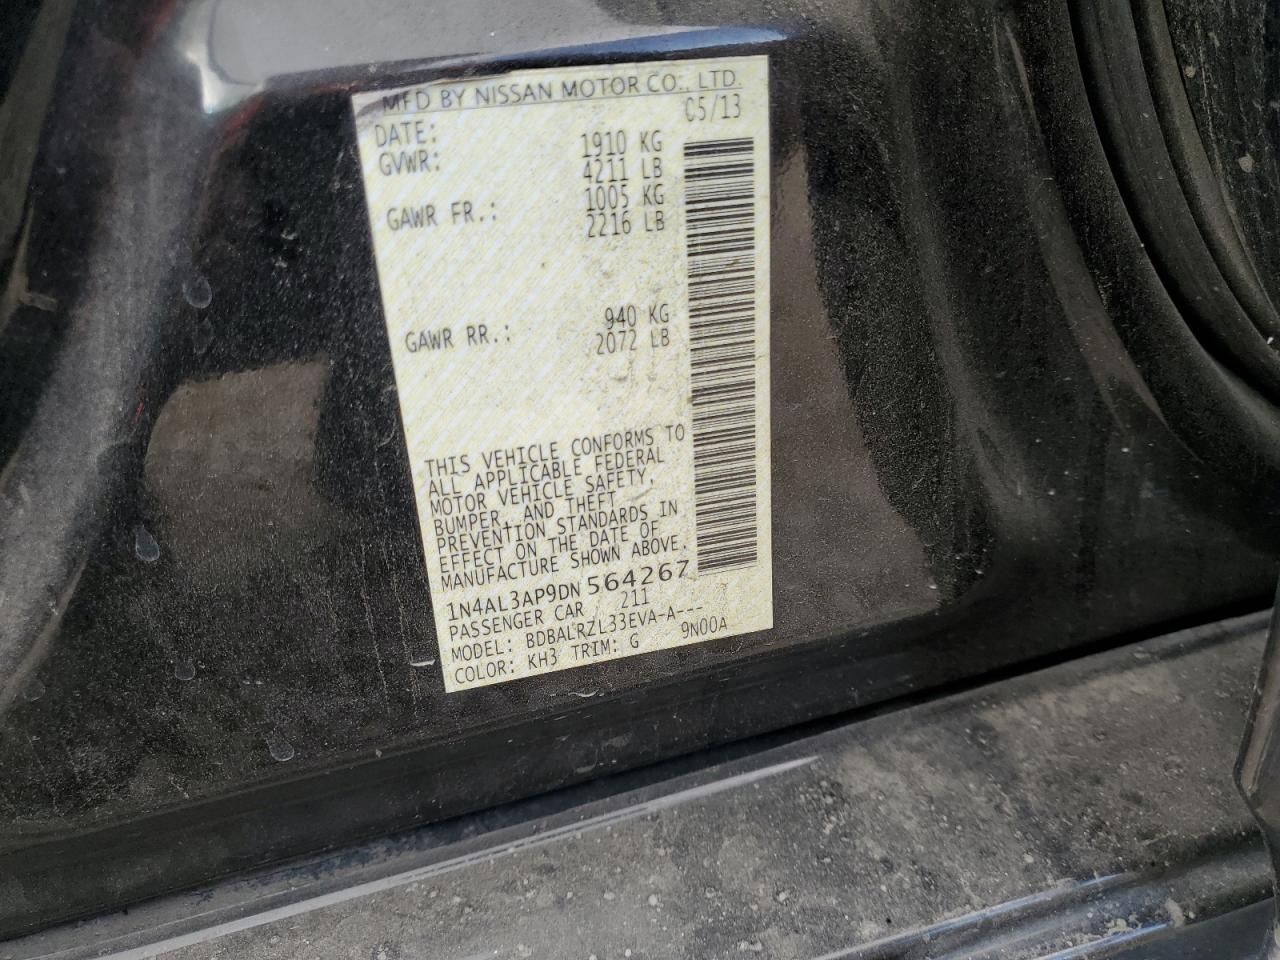 MFD BY NISSAN MOTOR CO., LTD.
DATE: 05/13
GVWR: 1910 KG
4211 LB
GAWR FR.: 1005 KG
2216 LB
GAWR RR.: 940 KG
2072 LB
THIS VEHICLE CONFORMS TO
ALL APPLICABLE FEDERAL
MOTOR VEHICLE SAFETY,
BUMPER, AND THEFT
PREVENTION STANDARDS IN
EFFECT ON THE DATE OF
MANUFACTURE SHOWN ABOVE.
1N4AL3AP9DN564267
PASSENGER CAR / 211
MODEL: BDBALRZL33EVA-A---
COLOR: KH3 TRIM: G 9N00A